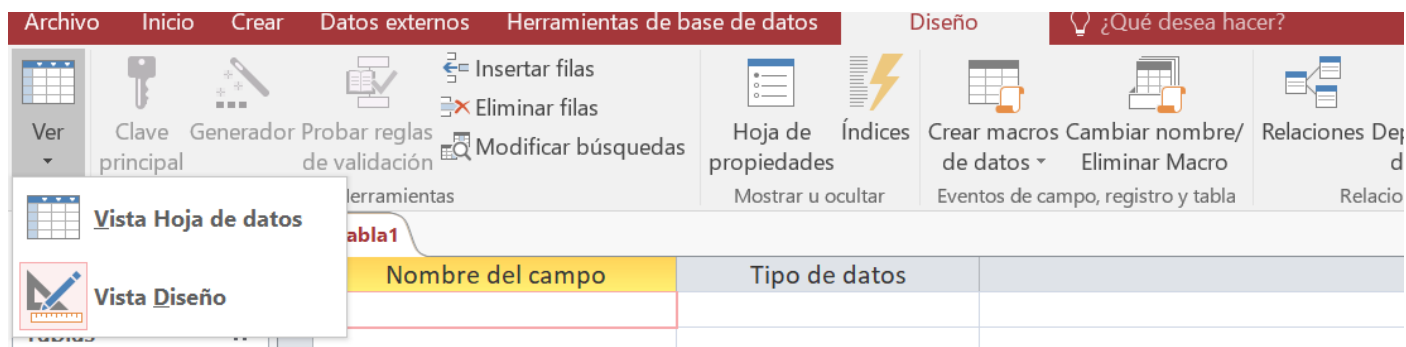 Archivo Inicio Crear Datos externos Herramientas de base de datos Diseño ¿Qué desea hacer?
Insertar filas
Eliminar filas
Modificar búsquedas
Ver
Clave principal
Generador
Probar reglas de validación
Hoja de propiedades
Índices
Crear macros de datos
Cambiar nombre/ Eliminar Macro
Relaciones
Mostrar u ocultar
Eventos de campo, registro y tabla
Vista Hoja de datos
Vista Diseño
Nombre del campo Tipo de datos